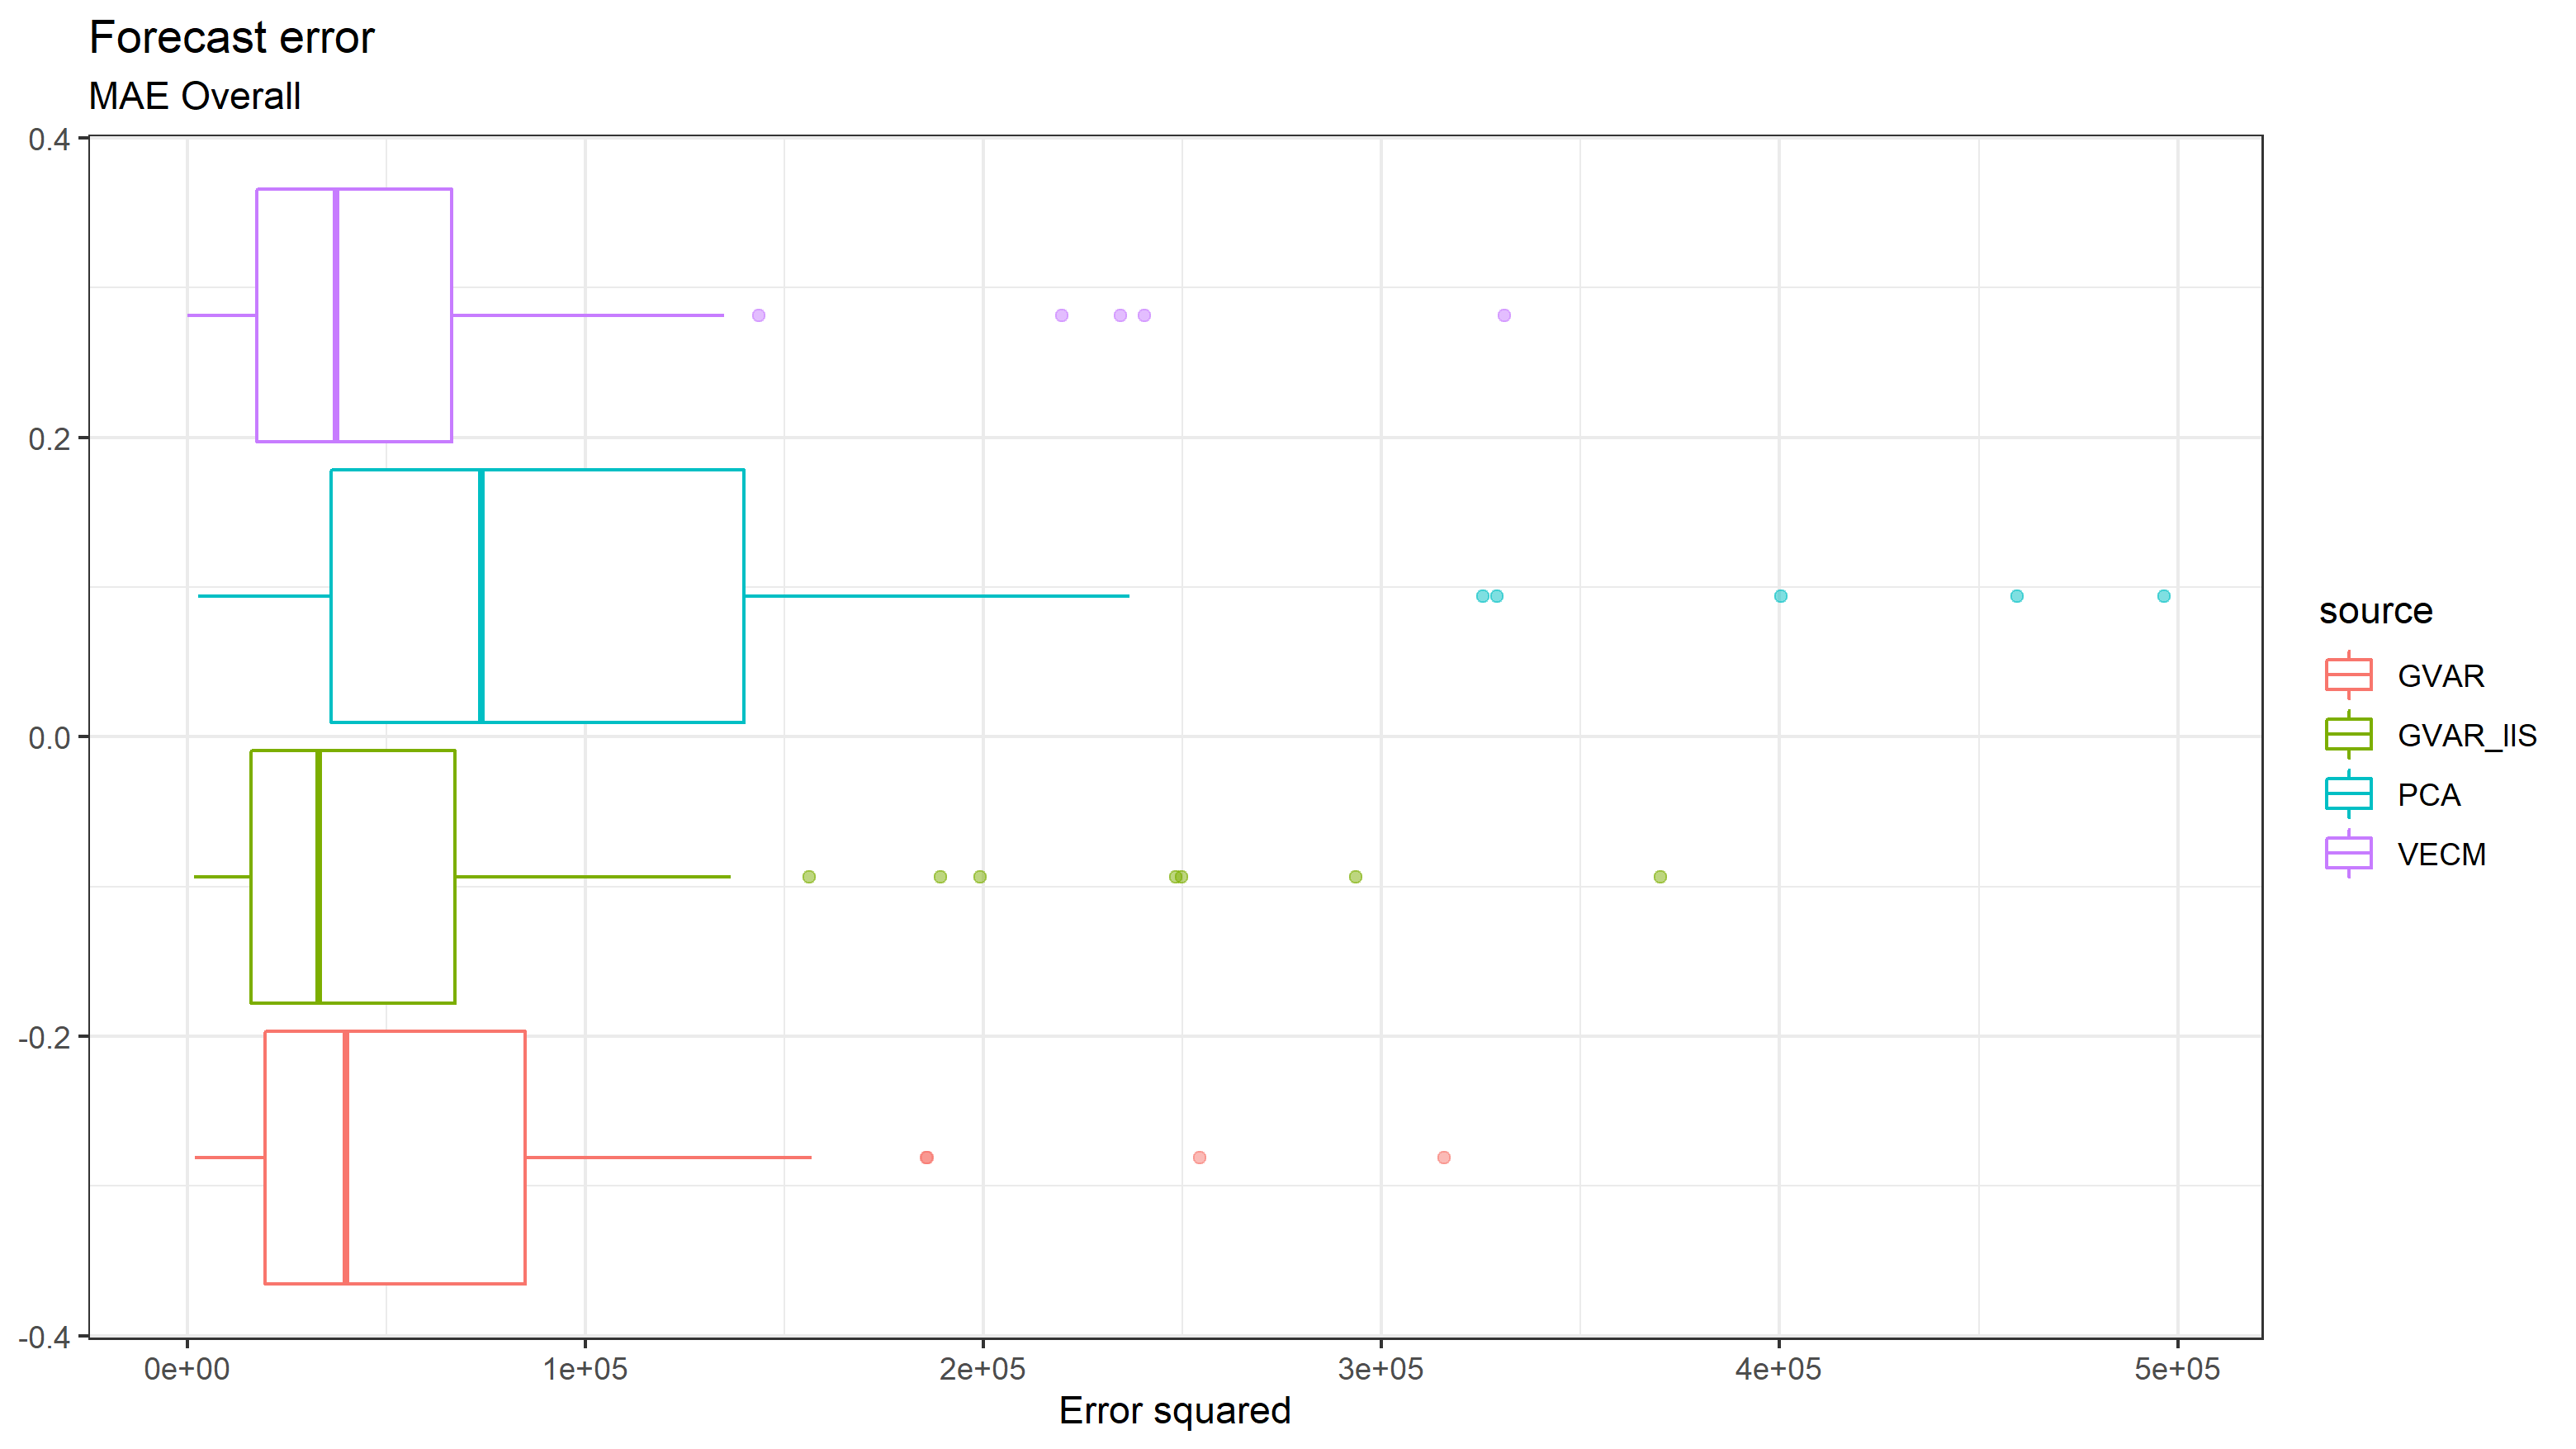 Forecast error
MAE Overall
0.4
0.2
0.0
-0.2
-0.4
0e+00
1e+05
2e+05
3e+05
4e+05
5e+05
Error squared
source
GVAR
GVAR_IIS
PCA
VECM